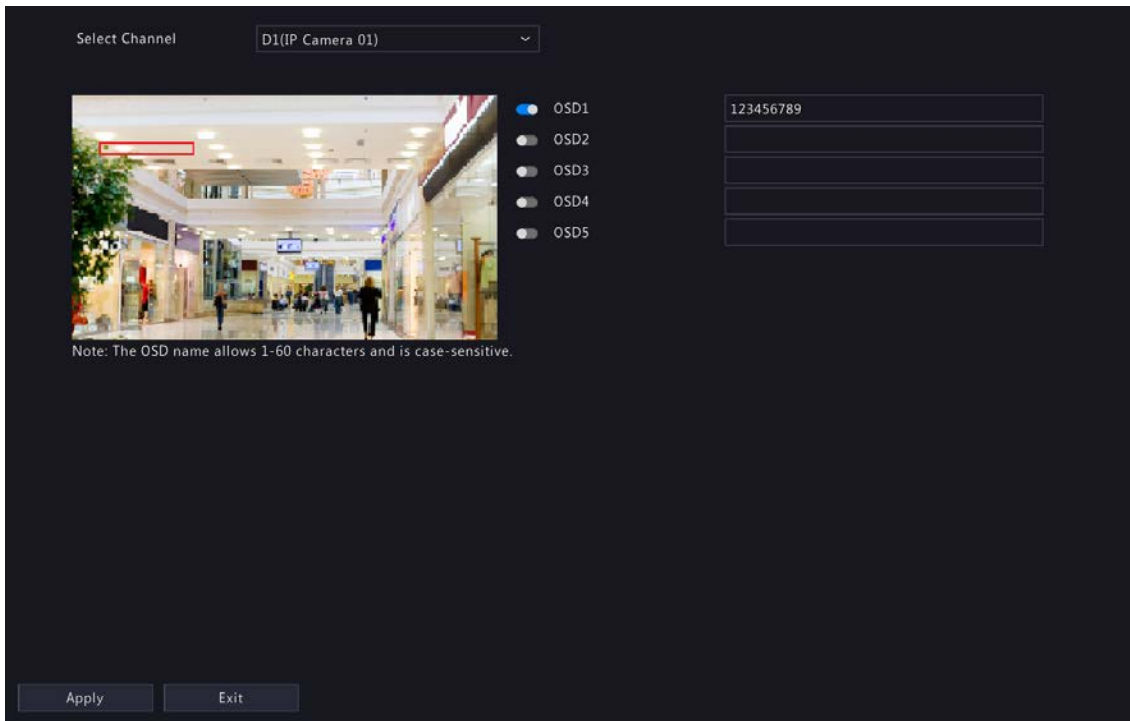 Select Channel D1(IP Camera 01)
OSD1 123456789
OSD2
OSD3
OSD4
OSD5
Note: The OSD name allows 1-60 characters and is case-sensitive.
Apply Exit